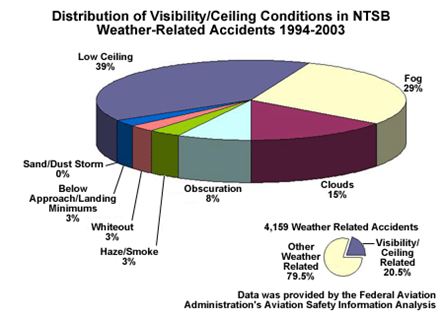 Distribution of Visibility/Ceiling Conditions in NTSB
Weather-Related Accidents 1994-2003
Low Ceiling
39%
Fog
29%
Sand/Dust Storm
0%
Below
Approach/Landing
Minimums
3%
Whiteout
3%
Haze/Smoke
3%
Obscuration
8%
Clouds
15%
4,159 Weather Related Accidents
Other
Weather
Related
79.5%
Visibility/
Ceiling
Related
20.5%
Data was provided by the Federal Aviation
Administration's Aviation Safety Information Analysis